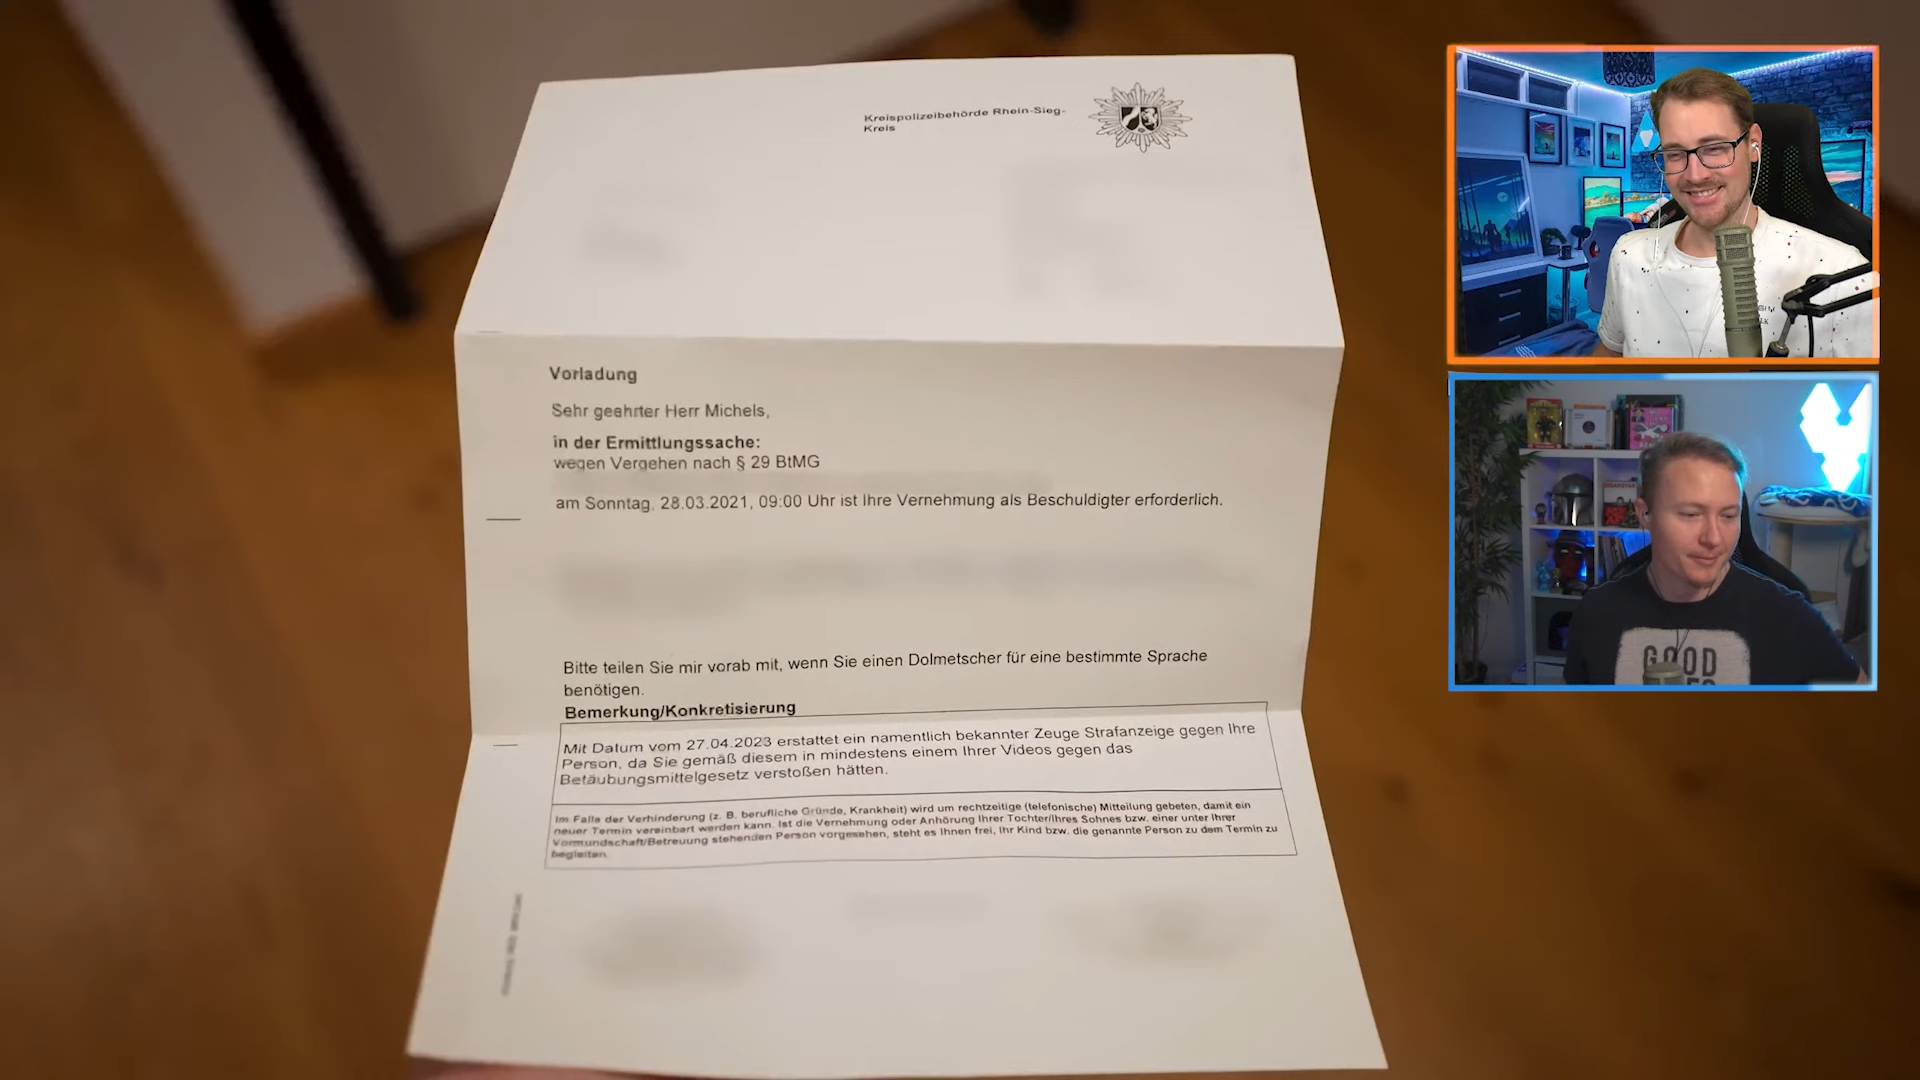 Kreispolizeibehörde Rhein-Sieg-
Kreis
Vorladung
Sehr geehrter Herr Michels,
in der Ermittlungssache:
wegen Vergehen nach § 29 BtMG
am Sonntag, 28.03.2021, 09:00 Uhr ist Ihre Vernehmung als Beschuldigter erforderlich.
Bitte teilen Sie mir vorab mit, wenn Sie einen Dolmetscher für eine bestimmte Sprache
benötigen.
Bemerkung/Konkretisierung
Mit Datum vom 27.04.2023 erstattet ein namentlich bekannter Zeuge Strafanzeige gegen Ihre
Person, da Sie gemäß diesem in mindestens einem Ihrer Videos gegen das
Betäubungsmittelgesetz verstoßen hätten.
Im Falle der Verhinderung (z. B. berufliche Gründe, Krankheit) wird um rechtzeitige (telefonische) Mitteilung gebeten, damit ein
neuer Termin vereinbart werden kann. Ist die Vernehmung oder Anhörung Ihrer Tochter/Ihres Sohnes bzw. einer unter Ihrer
Vormundschaft/Betreuung stehenden Person vorgesehen, steht es Ihnen frei, Ihr Kind bzw. die genannte Person zu dem Termin zu
begleiten.
GOOD